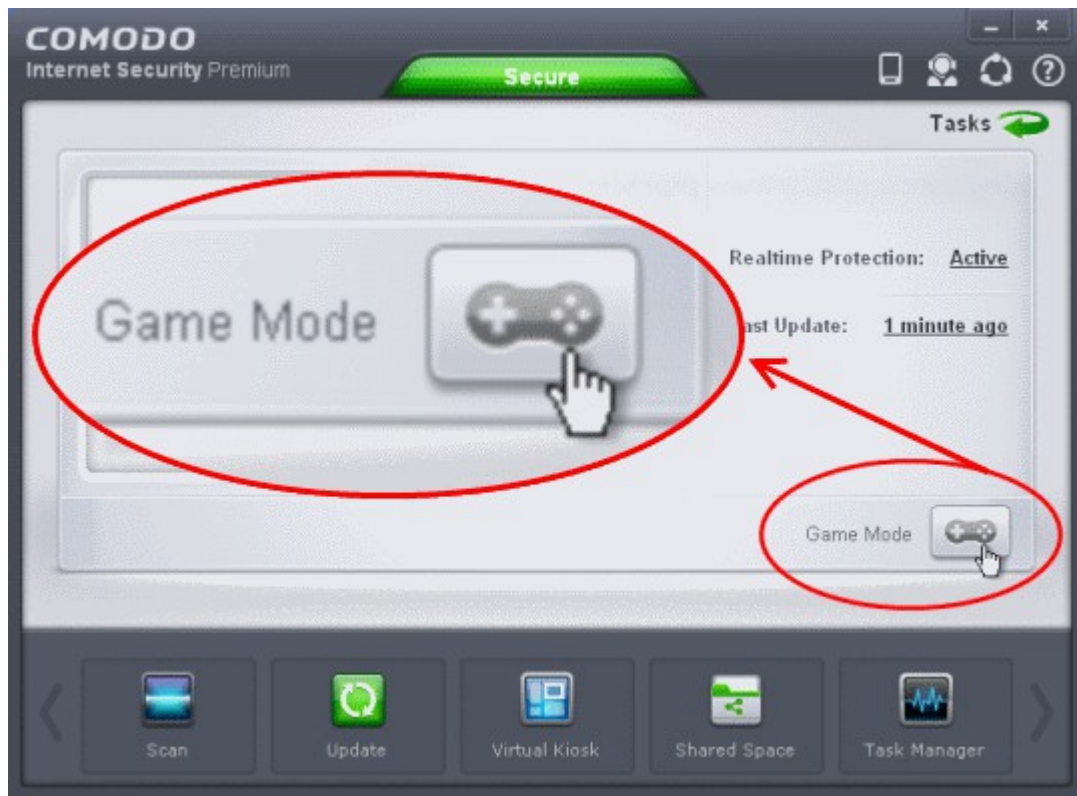 COMODO
Internet Security Premium
Secure
Tasks
Realtime Protection: Active
ast Update: 1 minute ago
Game Mode
Game Mode
Scan
Update
Virtual Kiosk
Shared Space
Task Manager